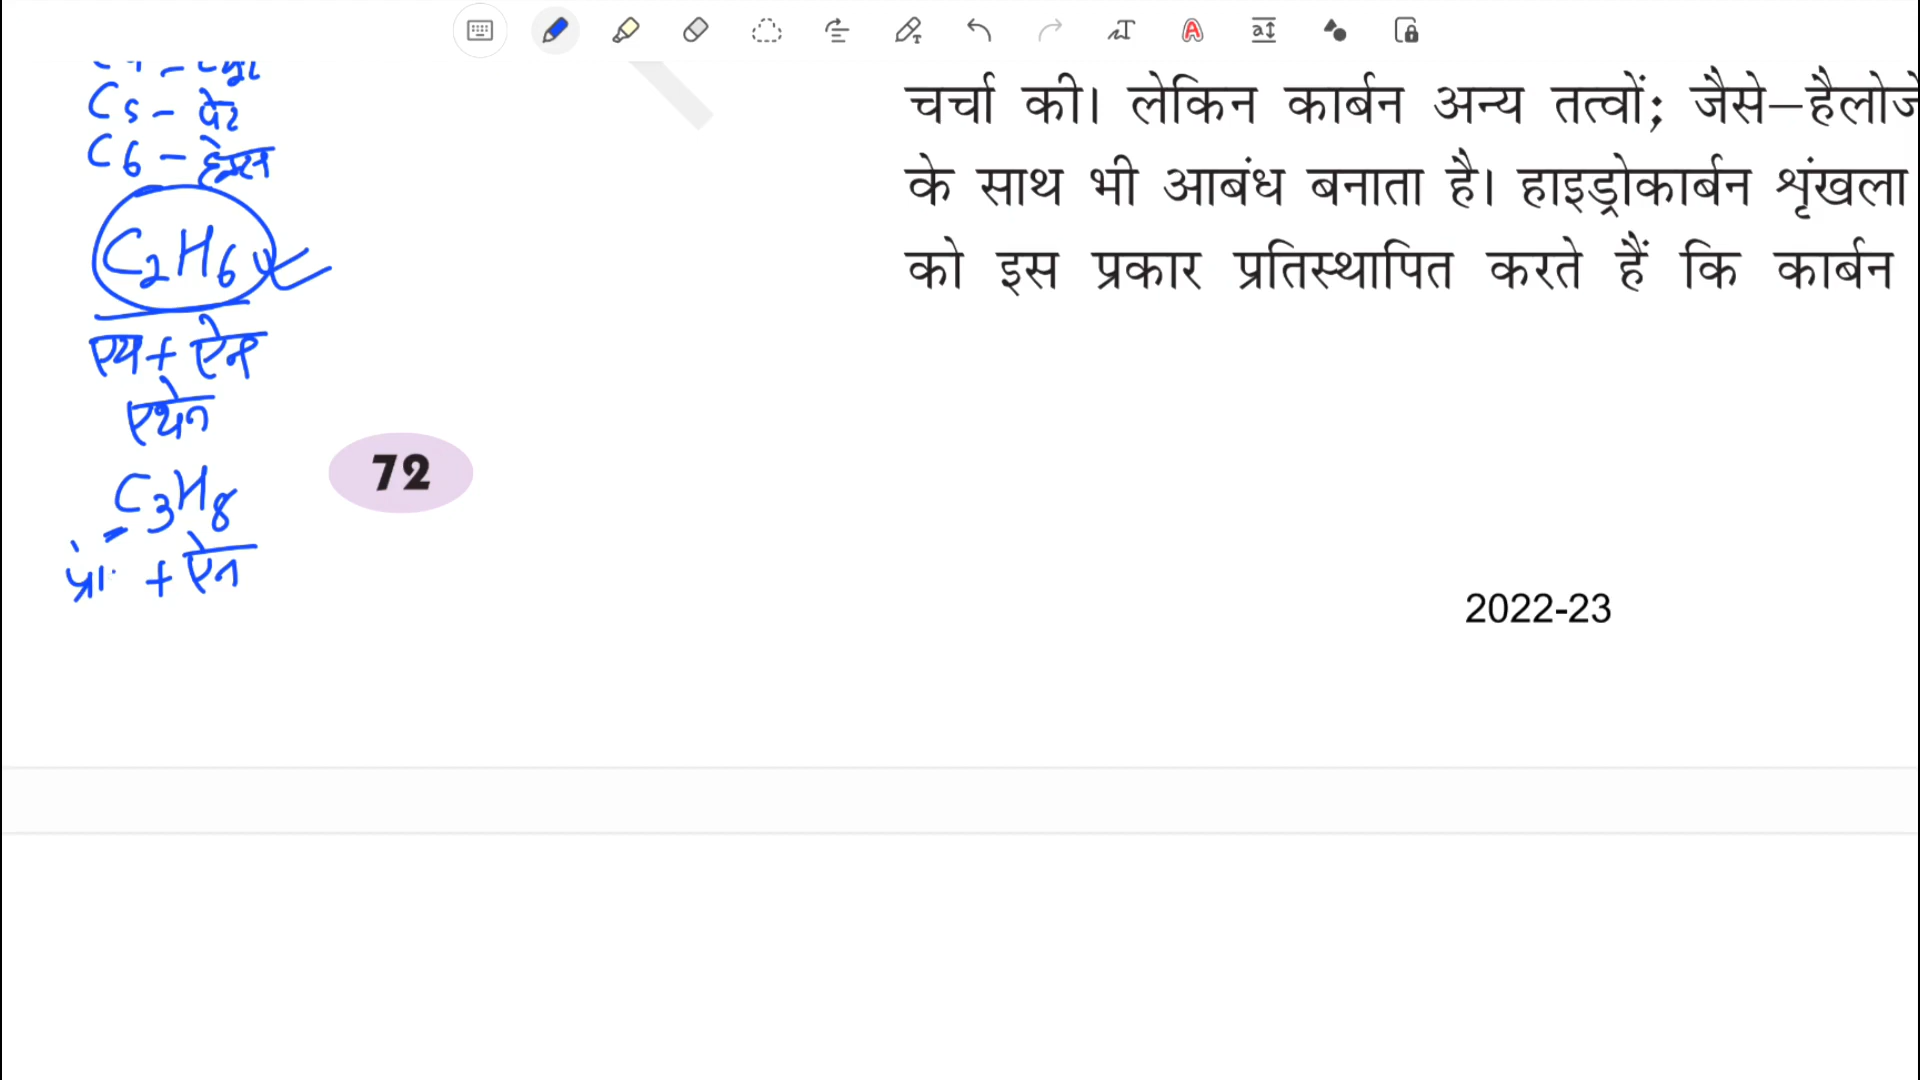 C5 - पेंट
C6 - हेक्स
C2H6
एथ + ऐन
एथेन
C3H8
प्रो + ऐन
72
चर्चा की। लेकिन कार्बन अन्य तत्वों; जैसे–हैलोजे
के साथ भी आबंध बनाता है। हाइड्रोकार्बन शृंखला
को इस प्रकार प्रतिस्थापित करते हैं कि कार्बन
2022-23